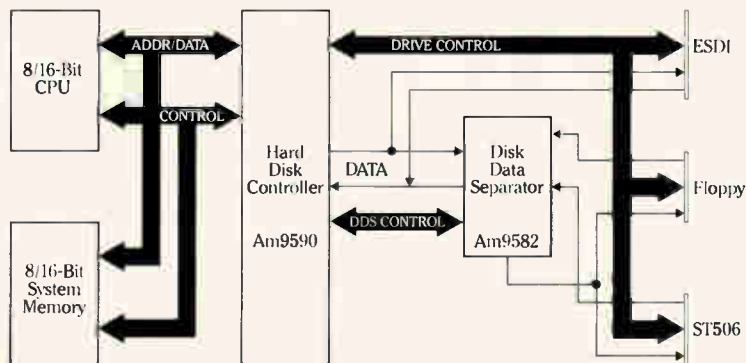 8/16-Bit
CPU
ADDR/DATA
CONTROL
8/16-Bit
System
Memory
Hard
Disk
Controller
Am9590
DRIVE CONTROL
DATA
DDS CONTROL
Disk
Data
Separator
Am9582
ESDI
Floppy
ST506